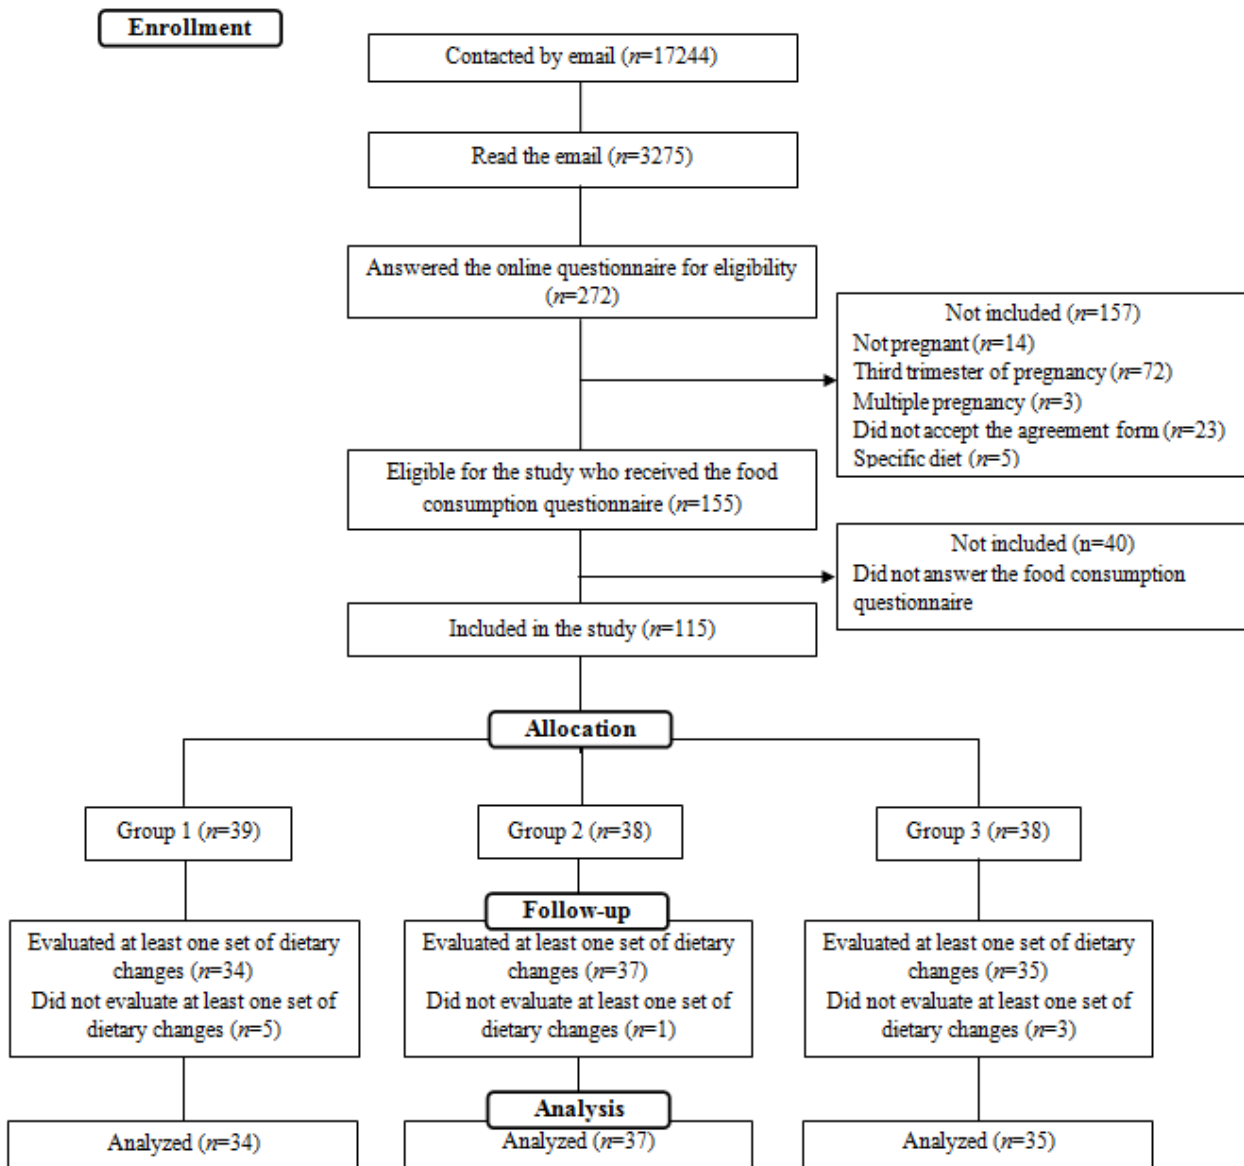 Enrollment
Contacted by email (n=17244)
Read the email (n=3275)
Answered the online questionnaire for eligibility
(n=272)
Not included (n=157)
Not pregnant (n=14)
Third trimester of pregnancy (n=72)
Multiple pregnancy (n=3)
Did not accept the agreement form (n=23)
Specific diet (n=5)
Eligible for the study who received the food
consumption questionnaire (n=155)
Not included (n=40)
Did not answer the food consumption
questionnaire
Included in the study (n=115)
Allocation
Group 1 (n=39)
Group 2 (n=38)
Group 3 (n=38)
Follow-up
Evaluated at least one set of dietary
changes (n=34)
Did not evaluate at least one set of
dietary changes (n=5)
Evaluated at least one set of dietary
changes (n=37)
Did not evaluate at least one set of
dietary changes (n=1)
Evaluated at least one set of dietary
changes (n=35)
Did not evaluate at least one set of
dietary changes (n=3)
Analysis
Analyzed (n=34)
Analyzed (n=37)
Analyzed (n=35)